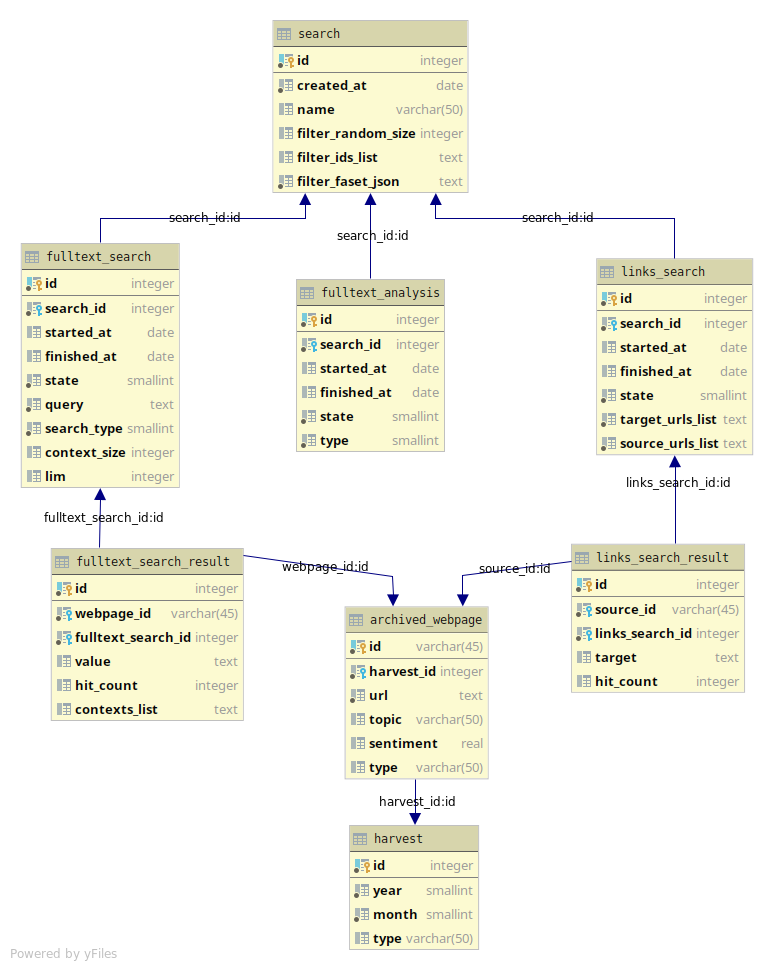 search
id integer
created_at date
name varchar(50)
filter_random_size integer
filter_ids_list text
filter_faset_json text
search_id:id
search_id:id
search_id:id
fulltext_search
id integer
search_id integer
started_at date
finished_at date
state smallint
query text
search_type smallint
context_size integer
lim integer
fulltext_analysis
id integer
search_id integer
started_at date
finished_at date
state smallint
type smallint
links_search
id integer
search_id integer
started_at date
finished_at date
state smallint
target_urls_list text
source_urls_list text
fulltext_search_id:id
links_search_id:id
fulltext_search_result
id integer
webpage_id varchar(45)
fulltext_search_id integer
value text
hit_count integer
contexts_list text
webpage_id:id
source_id:id
links_search_result
id integer
source_id varchar(45)
links_search_id integer
target text
hit_count integer
archived_webpage
id varchar(45)
harvest_id integer
url text
topic varchar(50)
sentiment real
type varchar(50)
harvest_id:id
harvest
id integer
year smallint
month smallint
type varchar(50)
Powered by yFiles